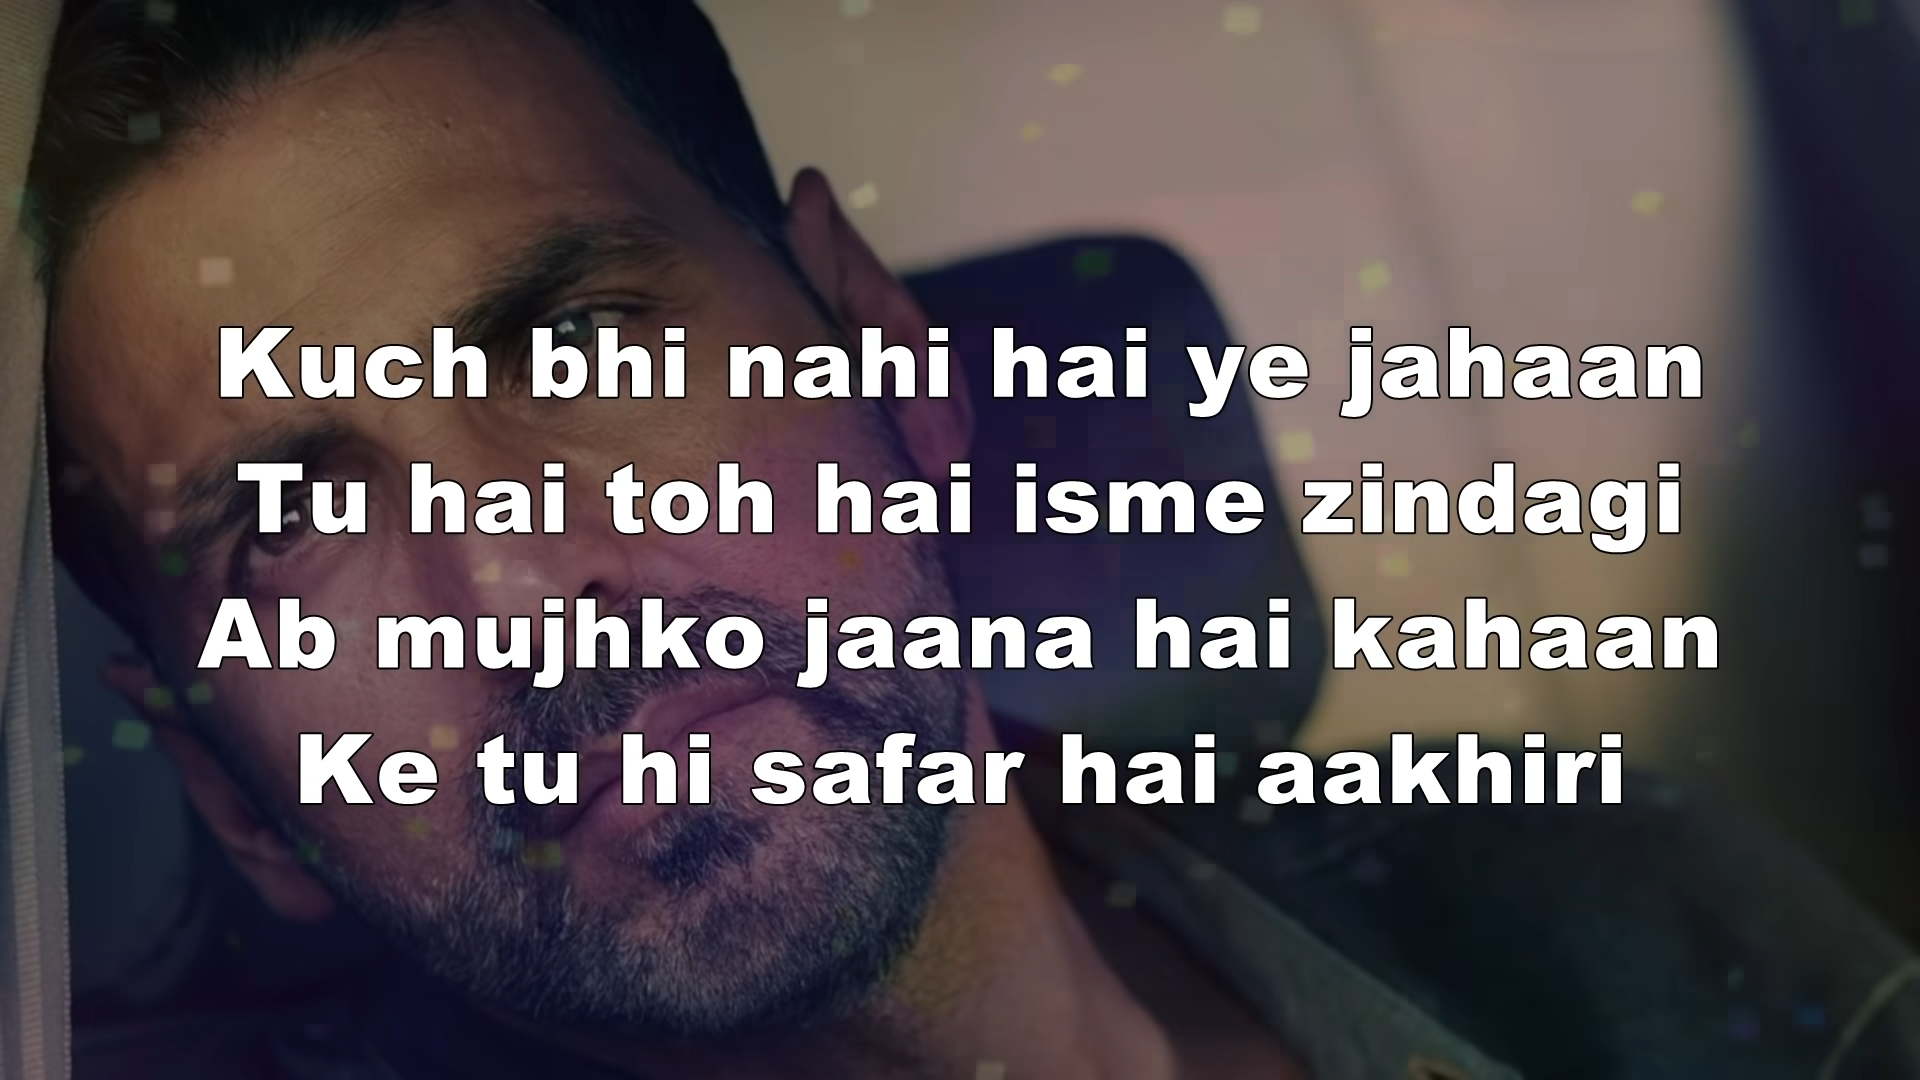 Kuch bhi nahi hai ye jahaan
Tu hai toh hai isme zindagi
Ab mujhko jaana hai kahaan
Ke tu hi safar hai aakhiri